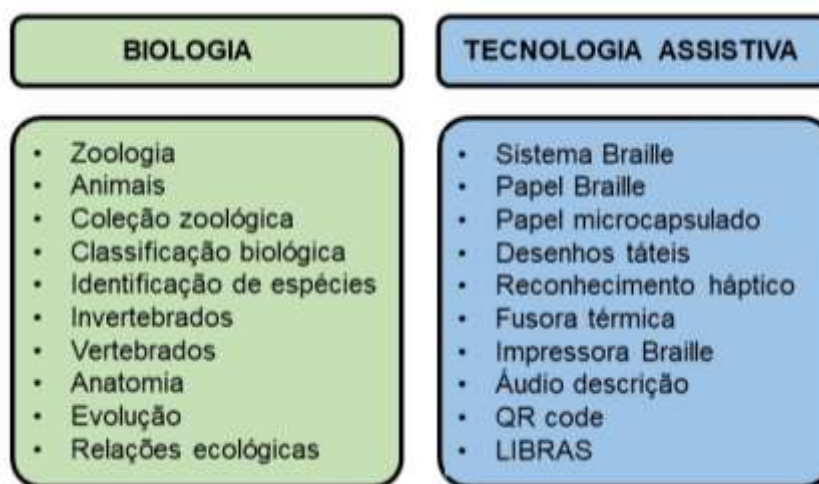 BIOLOGIA
• Zoologia
• Animais
• Coleção zoológica
• Classificação biológica
• Identificação de espécies
• Invertebrados
• Vertebrados
• Anatomia
• Evolução
• Relações ecológicas
TECNOLOGIA ASSISTIVA
• Sistema Braille
• Papel Braille
• Papel microcapsulado
• Desenhos táteis
• Reconhecimento háptico
• Fusora térmica
• Impressora Braille
• Áudio descrição
• QR code
• LIBRAS